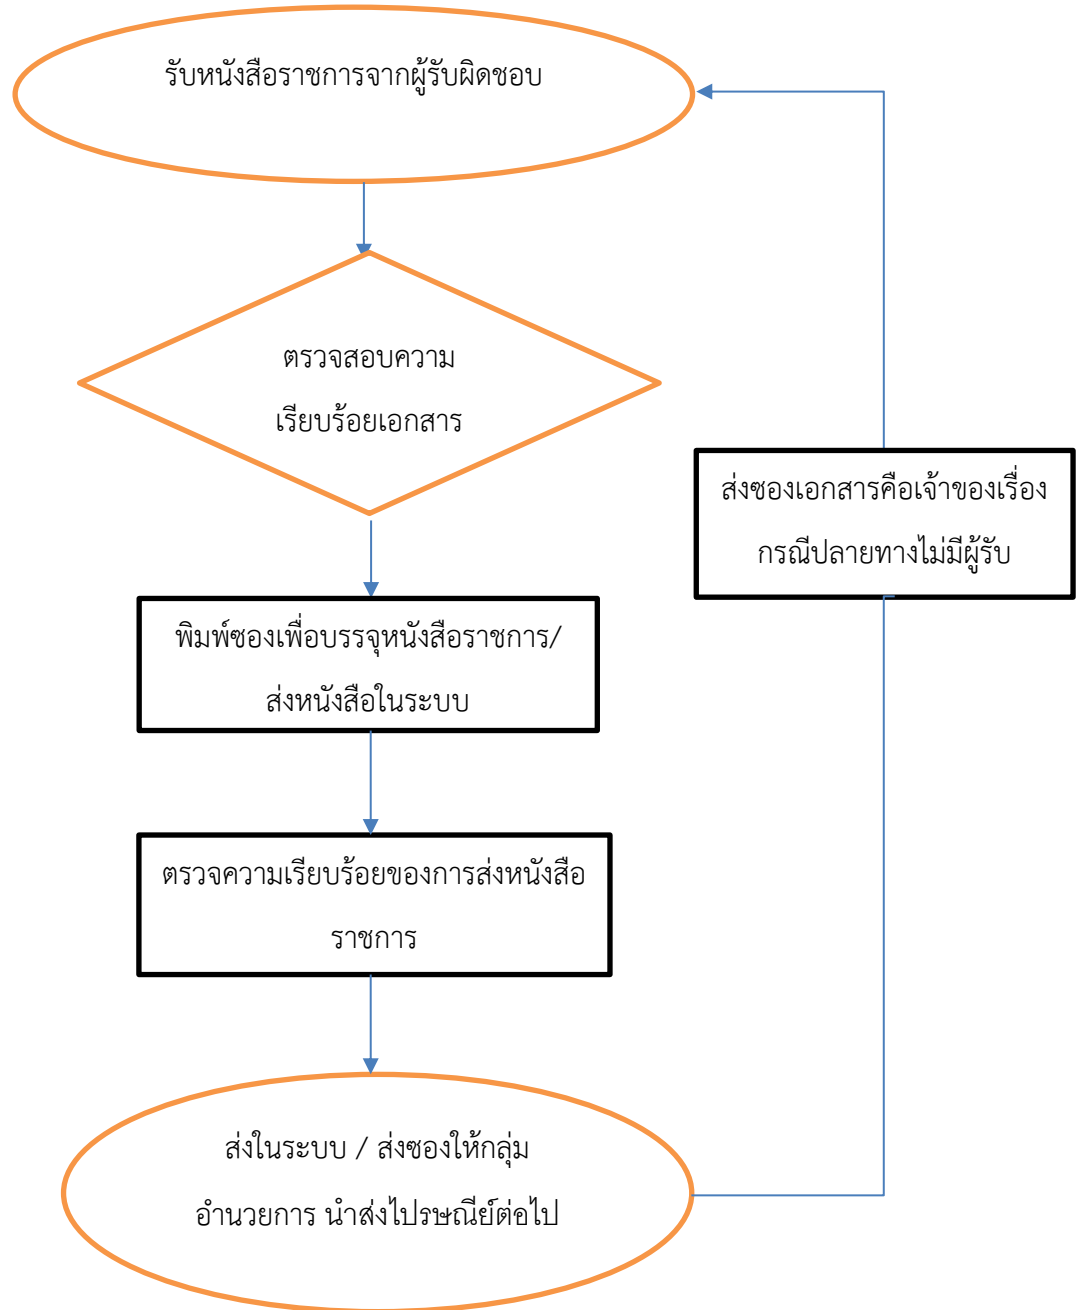 รับหนังสือราชการจากผู้รับผิดชอบ
ตรวจสอบความ
เรียบร้อยเอกสาร
พิมพ์ซองเพื่อบรรจุหนังสือราชการ/
ส่งหนังสือในระบบ
ตรวจความเรียบร้อยของการส่งหนังสือ
ราชการ
ส่งในระบบ / ส่งซองให้กลุ่ม
อำนวยการ นำส่งไปรษณีย์ต่อไป
ส่งซองเอกสารคือเจ้าของเรื่อง
กรณีปลายทางไม่มีผู้รับ